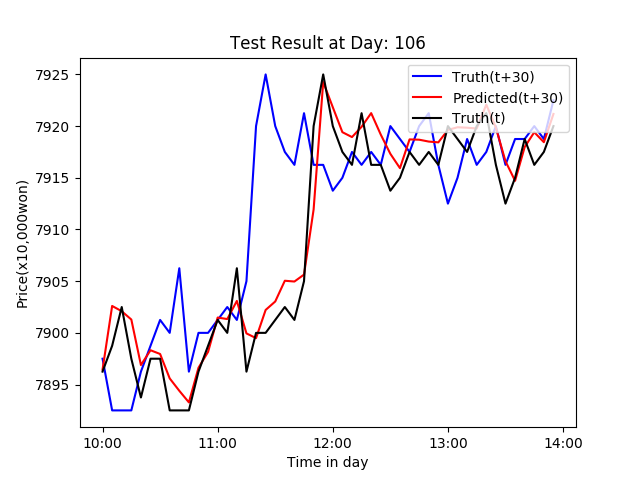 Test Result at Day: 106
Truth(t+30)
Predicted(t+30)
Truth(t)
7925
7920
7915
7910
7905
7900
7895
Price(x10,000won)
10:00 11:00 12:00 13:00 14:00
Time in day